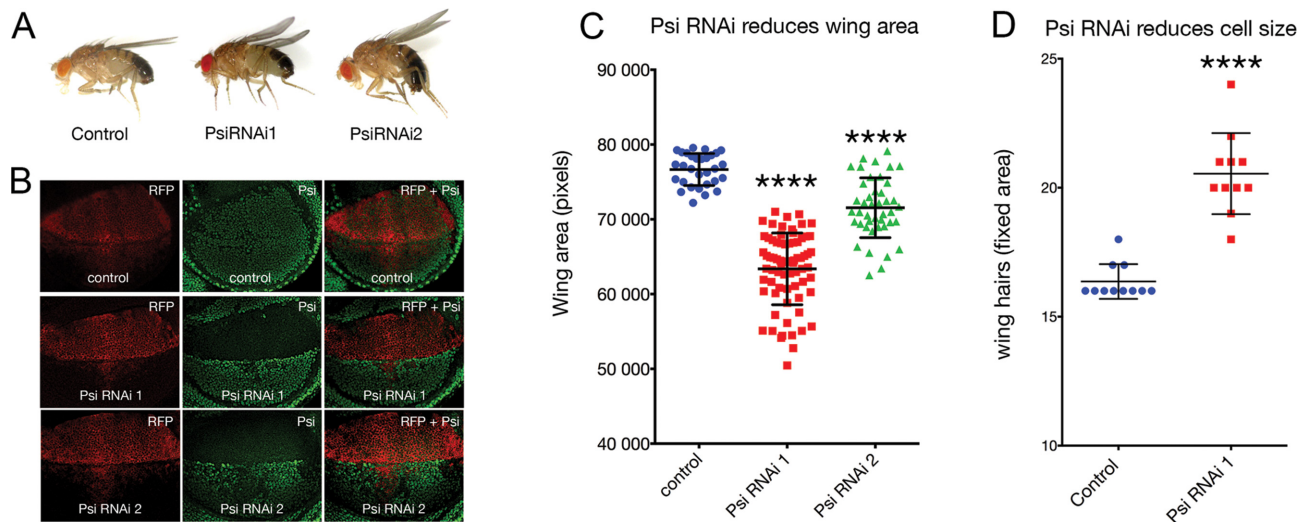 A
Control
PsiRNAi1
PsiRNAi2
B
RFP
control
Psi
control
RFP + Psi
control
RFP
Psi RNAi 1
Psi
Psi RNAi 1
RFP + Psi
Psi RNAi 1
RFP
Psi RNAi 2
Psi
Psi RNAi 2
RFP + Psi
Psi RNAi 2
C
Psi RNAi reduces wing area
Wing area (pixels)
90 000
80 000
70 000
60 000
50 000
40 000
****
****
control
Psi RNAi 1
Psi RNAi 2
D
Psi RNAi reduces cell size
wing hairs (fixed area)
25
20
15
10
****
Control
Psi RNAi 1